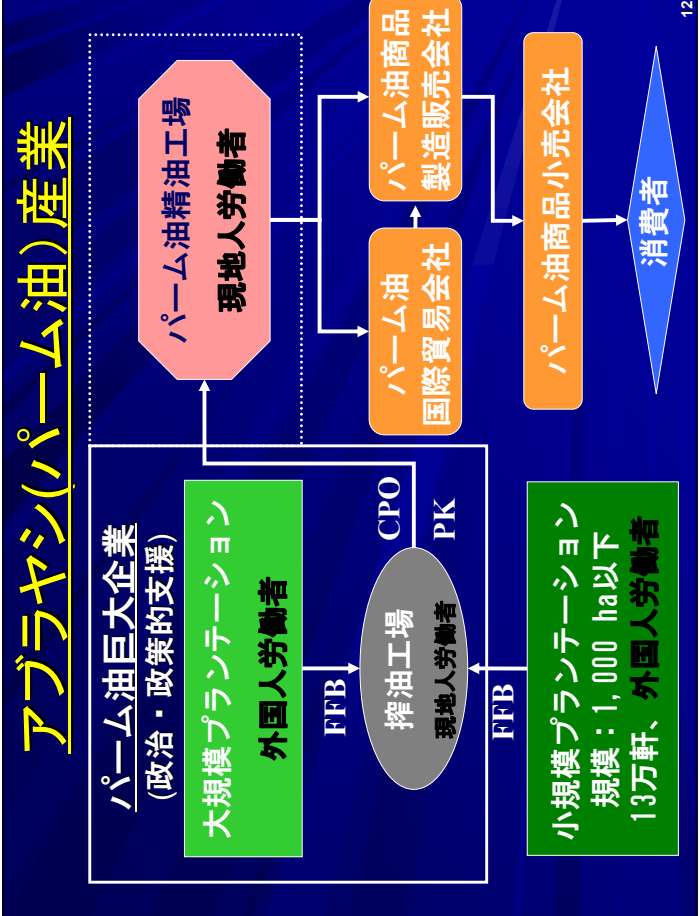 アブラヤシ(パーム油)産業
パーム油巨大企業
(政治・政策的支援)
大規模プランテーション
外国人労働者
FFB
搾油工場
現地人労働者
CPO
PK
FFB
小規模プランテーション
規模：1,000 ha以下
13万軒、外国人労働者
パーム油精油工場
現地人労働者
パーム油
国際貿易会社
パーム油商品
製造販売会社
パーム油商品小売会社
消費者
12